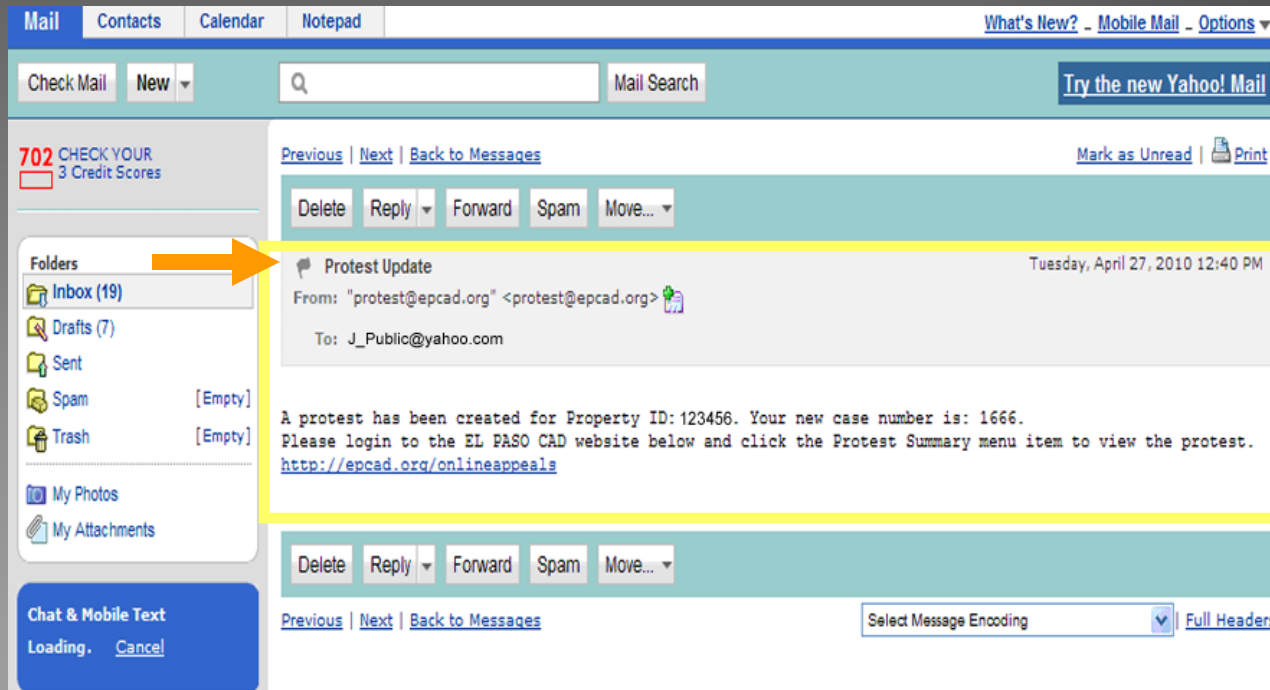 Mail Contacts Calendar Notepad What's New? - Mobile Mail - Options
Check Mail New Mail Search Try the new Yahoo! Mail
702 CHECK YOUR
3 Credit Scores
Previous | Next | Back to Messages Mark as Unread | Print
Delete Reply Forward Spam Move...
Folders
Inbox (19)
Drafts (7)
Sent
Spam [Empty]
Trash [Empty]
My Photos
My Attachments
Chat & Mobile Text
Loading. Cancel
Protest Update Tuesday, April 27, 2010 12:40 PM
From: "protest@epcad.org" <protest@epcad.org>
To: J_Public@yahoo.com
A protest has been created for Property ID: 123456. Your new case number is: 1666.
Please login to the EL PASO CAD website below and click the Protest Summary menu item to view the protest.
http://epcad.org/onlineappeals
Delete Reply Forward Spam Move...
Previous | Next | Back to Messages Select Message Encoding | Full Headers